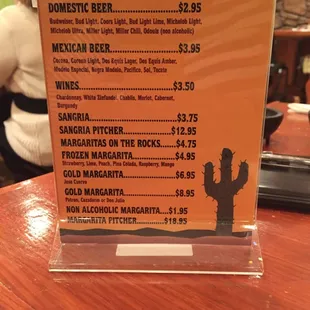 DOMESTIC BEER................$2.95
Budweiser, Bud Light, Coors Light, Bud Light Lime, Michelob Light,
Michelob Ultra, Miller Light, Miller Chill, Odouls (non alcoholic)
MEXICAN BEER................$3.95
Corona, Corona Light, Dos Equis Lager, Dos Equis Amber,
Modelo Especial, Negra Modelo, Pacifico, Sol, Tecate
WINES................$3.50
Chardonnay, White Zinfandel, Chablis, Merlot, Cabernet,
Burgundy
SANGRIA................$3.75
SANGRIA PITCHER................$12.95
MARGARITAS ON THE ROCKS........$4.75
FROZEN MARGARITA................$4.95
Strawberry, Lime, Peach, Pina Colada, Raspberry, Mango
GOLD MARGARITA................$6.95
Jose Cuervo
GOLD MARGARITA................$8.95
Patron, Cazadores or Don Julio
NON ALCOHOLIC MARGARITA....$1.95
MARGARITA PITCHER................$18.95